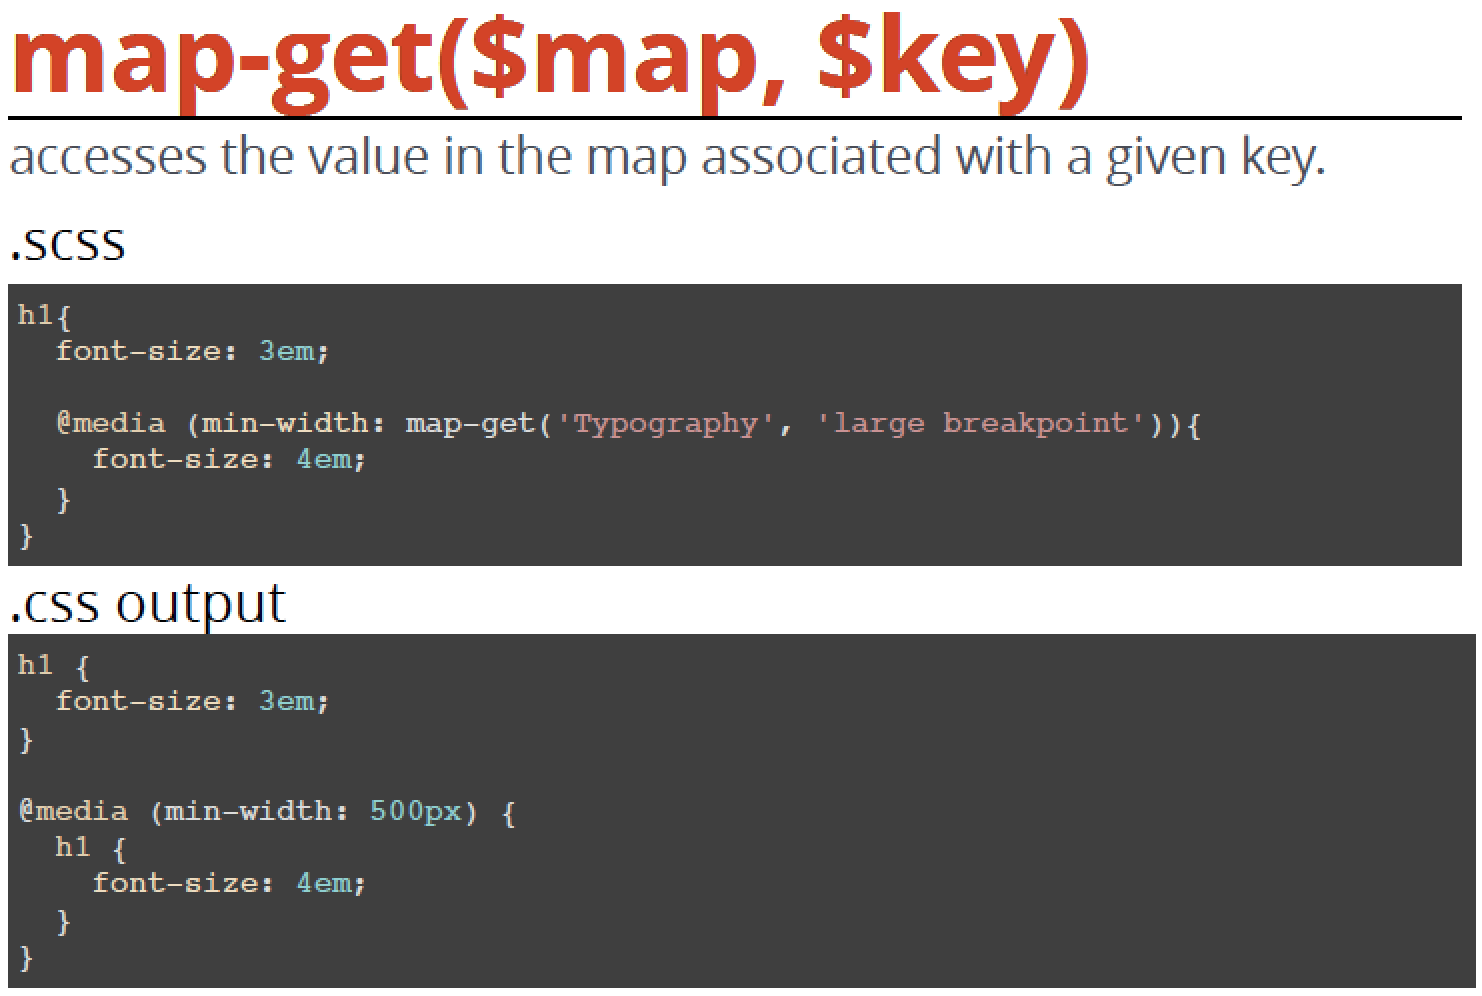 map-get($map, $key)
accesses the value in the map associated with a given key.
.scss
h1{
  font-size: 3em;

  @media (min-width: map-get('Typography', 'large breakpoint')){
    font-size: 4em;
  }
}
.css output
h1 {
  font-size: 3em;
}

@media (min-width: 500px) {
  h1 {
    font-size: 4em;
  }
}